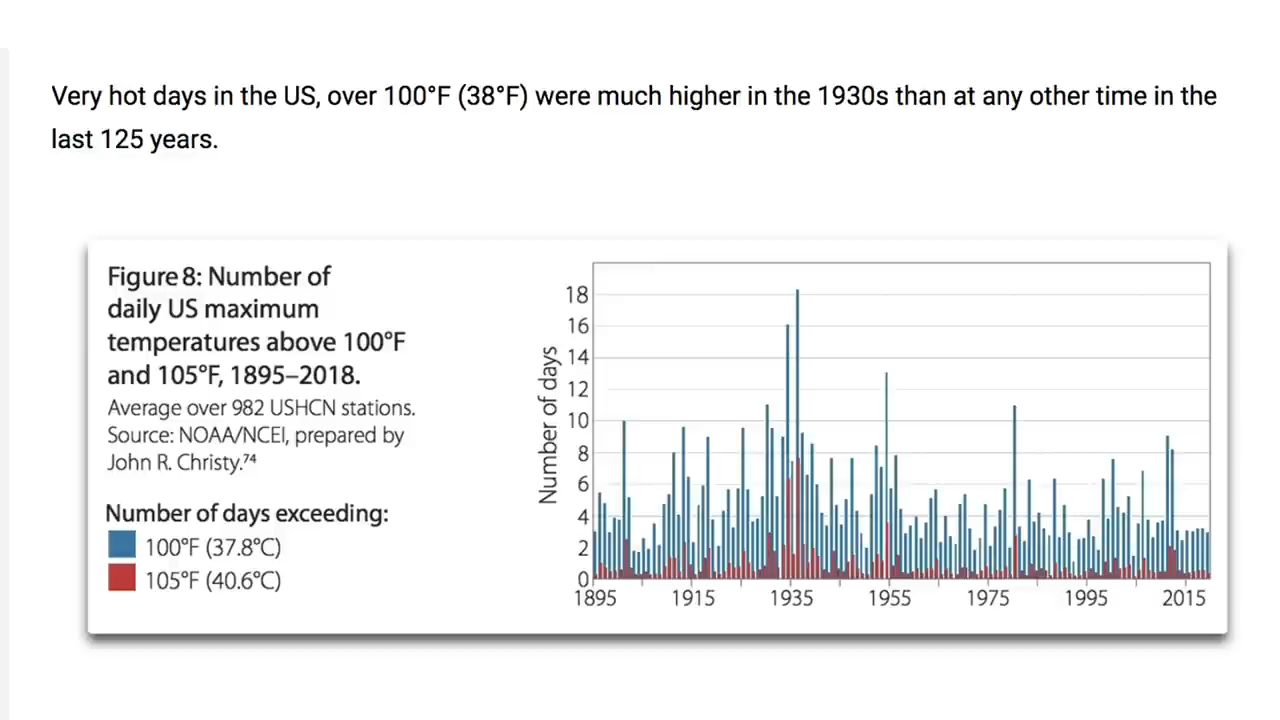 Very hot days in the US, over 100°F (38°F) were much higher in the 1930s than at any other time in the
last 125 years.
Figure 8: Number of
daily US maximum
temperatures above 100°F
and 105°F, 1895–2018.
Average over 982 USHCN stations.
Source: NOAA/NCEI, prepared by
John R. Christy.74
Number of days exceeding:
100°F (37.8°C)
105°F (40.6°C)
Number of days
18
16
14
12
10
8
6
4
2
0
1895 1915 1935 1955 1975 1995 2015